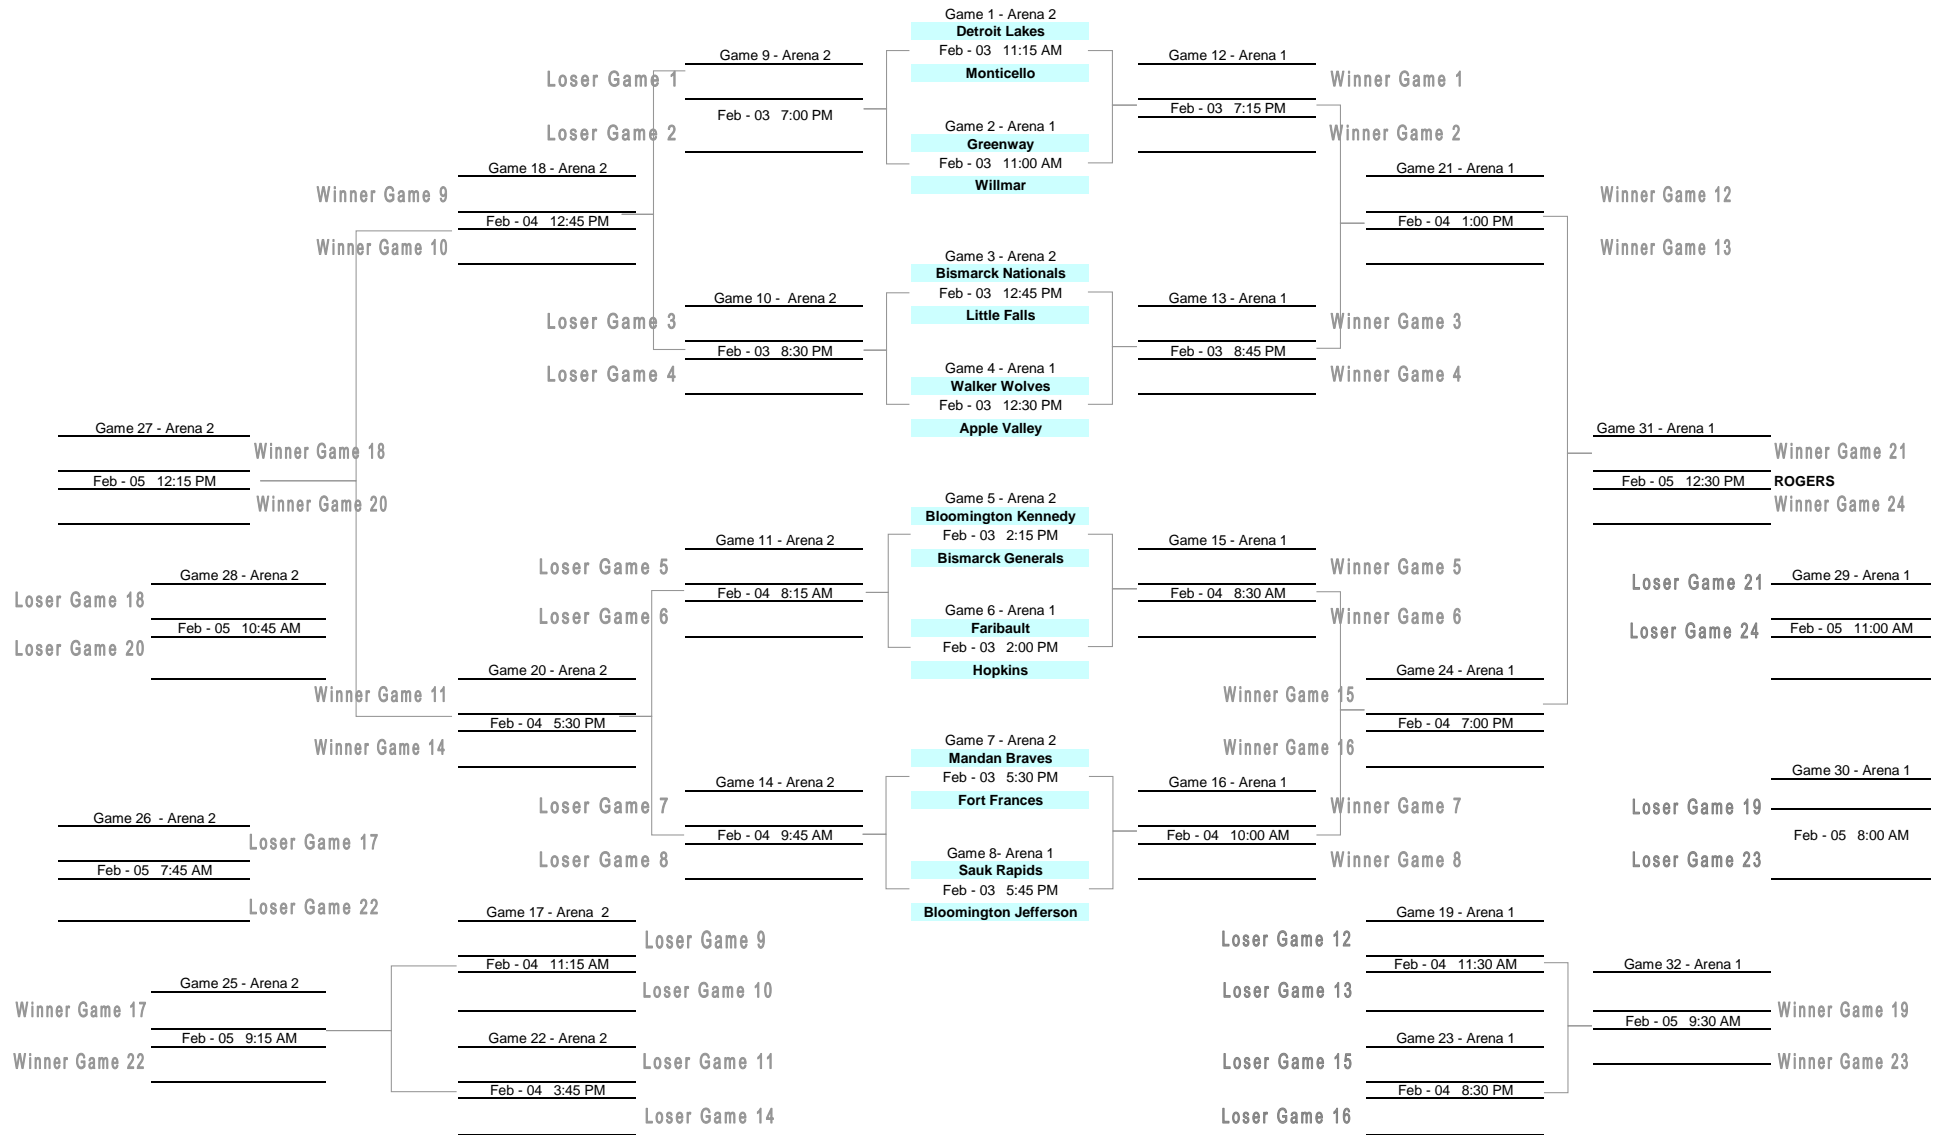 Game 1 - Arena 2
Detroit Lakes
Feb - 03 11:15 AM
Monticello
Game 9 - Arena 2
Loser Game 1
Feb - 03 7:00 PM
Loser Game 2
Game 12 - Arena 1
Winner Game 1
Feb - 03 7:15 PM
Winner Game 2
Game 2 - Arena 1
Greenway
Feb - 03 11:00 AM
Willmar
Game 18 - Arena 2
Winner Game 9
Feb - 04 12:45 PM
Winner Game 10
Game 21 - Arena 1
Winner Game 12
Feb - 04 1:00 PM
Winner Game 13
Game 3 - Arena 2
Bismarck Nationals
Feb - 03 12:45 PM
Little Falls
Game 10 - Arena 2
Loser Game 3
Feb - 03 8:30 PM
Loser Game 4
Game 13 - Arena 1
Winner Game 3
Feb - 03 8:45 PM
Winner Game 4
Game 4 - Arena 1
Walker Wolves
Feb - 03 12:30 PM
Apple Valley
Game 27 - Arena 2
Winner Game 18
Feb - 05 12:15 PM
Winner Game 20
Game 31 - Arena 1
Winner Game 21
Feb - 05 12:30 PM ROGERS
Winner Game 24
Game 5 - Arena 2
Bloomington Kennedy
Feb - 03 2:15 PM
Bismarck Generals
Game 11 - Arena 2
Loser Game 5
Feb - 04 8:15 AM
Loser Game 6
Game 15 - Arena 1
Winner Game 5
Feb - 04 8:30 AM
Winner Game 6
Game 28 - Arena 2
Loser Game 18
Feb - 05 10:45 AM
Loser Game 20
Game 29 - Arena 1
Loser Game 21
Feb - 05 11:00 AM
Loser Game 24
Game 6 - Arena 1
Faribault
Feb - 03 2:00 PM
Hopkins
Game 20 - Arena 2
Winner Game 11
Feb - 04 5:30 PM
Winner Game 14
Game 24 - Arena 1
Winner Game 15
Feb - 04 7:00 PM
Winner Game 16
Game 7 - Arena 2
Mandan Braves
Feb - 03 5:30 PM
Fort Frances
Game 14 - Arena 2
Loser Game 7
Feb - 04 9:45 AM
Loser Game 8
Game 16 - Arena 1
Winner Game 7
Feb - 04 10:00 AM
Winner Game 8
Game 30 - Arena 1
Loser Game 19
Feb - 05 8:00 AM
Loser Game 23
Game 26 - Arena 2
Loser Game 17
Feb - 05 7:45 AM
Loser Game 22
Game 8- Arena 1
Sauk Rapids
Feb - 03 5:45 PM
Bloomington Jefferson
Game 17 - Arena 2
Loser Game 9
Feb - 04 11:15 AM
Loser Game 10
Game 19 - Arena 1
Loser Game 12
Feb - 04 11:30 AM
Loser Game 13
Game 25 - Arena 2
Winner Game 17
Feb - 05 9:15 AM
Winner Game 22
Game 32 - Arena 1
Winner Game 19
Feb - 05 9:30 AM
Winner Game 23
Game 22 - Arena 2
Loser Game 11
Feb - 04 3:45 PM
Loser Game 14
Game 23 - Arena 1
Loser Game 15
Feb - 04 8:30 PM
Loser Game 16